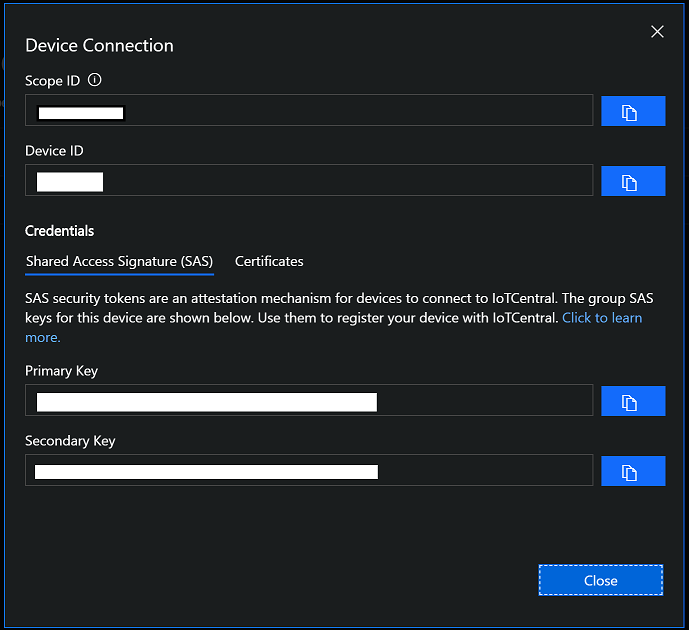 Device Connection
Scope ID
Device ID
Credentials
Shared Access Signature (SAS) Certificates
SAS security tokens are an attestation mechanism for devices to connect to IoTCentral. The group SAS
keys for this device are shown below. Use them to register your device with IoTCentral. Click to learn
more.
Primary Key
Secondary Key
Close